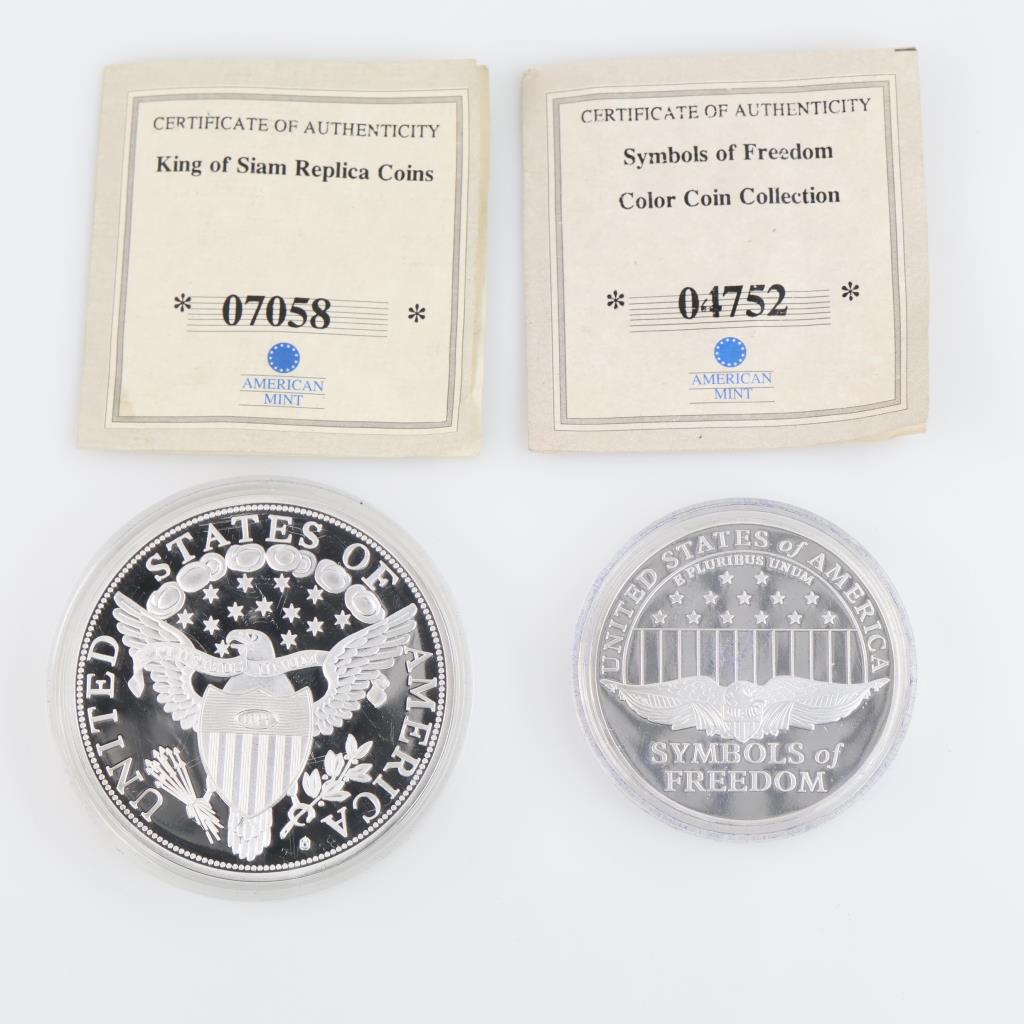 CERTIFICATE OF AUTHENTICITY
King of Siam Replica Coins
* 07058 *
AMERICAN
MINT
CERTIFICATE OF AUTHENTICITY
Symbols of Freedom
Color Coin Collection
* 04752 *
AMERICAN
MINT
UNITED STATES OF AMERICA
UNITED STATES of AMERICA
E PLURIBUS UNUM
SYMBOLS of
FREEDOM